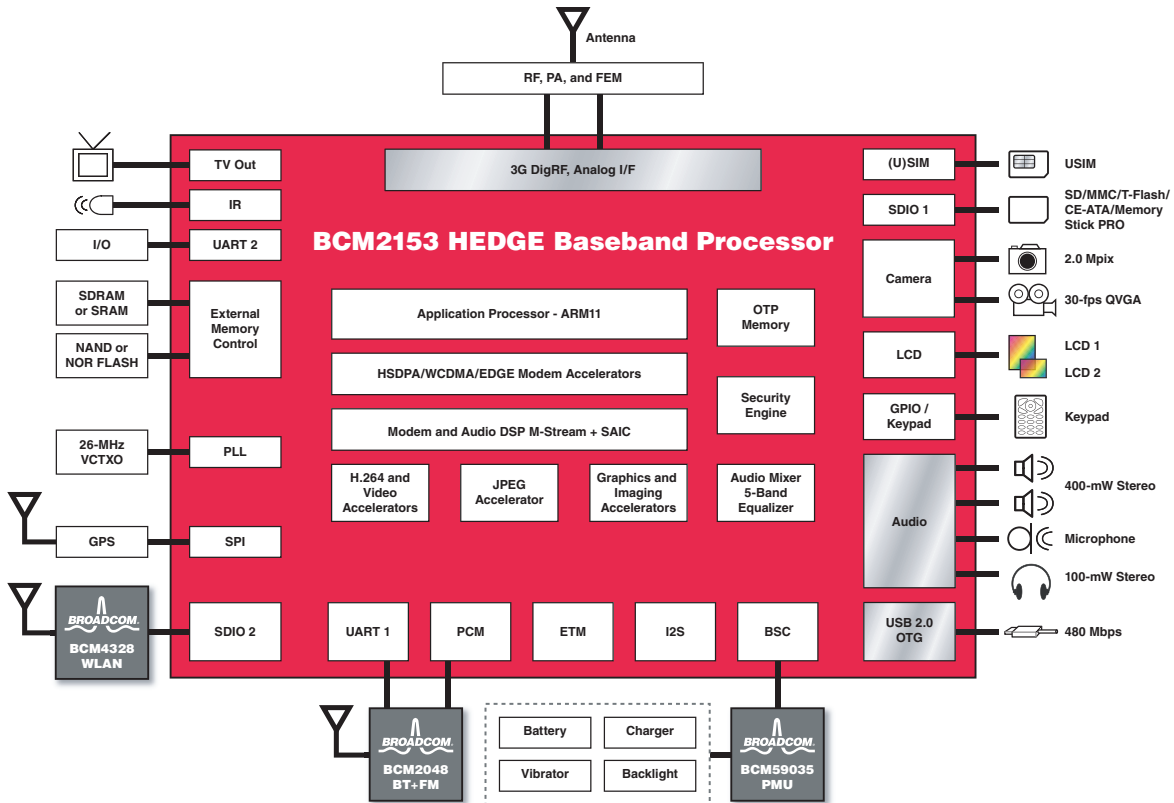 Antenna
RF, PA, and FEM
3G DigRF, Analog I/F
BCM2153 HEDGE Baseband Processor
TV Out
IR
I/O
UART 2
SDRAM
or SRAM
NAND or
NOR FLASH
External
Memory
Control
26-MHz
VCTXO
PLL
GPS
SPI
BROADCOM.
BCM4328
WLAN
SDIO 2
Application Processor - ARM11
HSDPA/WCDMA/EDGE Modem Accelerators
Modem and Audio DSP M-Stream + SAIC
OTP
Memory
Security
Engine
H.264 and
Video
Accelerators
JPEG
Accelerator
Graphics and
Imaging
Accelerators
Audio Mixer
5-Band
Equalizer
UART 1
PCM
ETM
I2S
BSC
(U)SIM
USIM
SDIO 1
SD/MMC/T-Flash/
CE-ATA/Memory
Stick PRO
Camera
2.0 Mpix
30-fps QVGA
LCD
LCD 1
LCD 2
GPIO /
Keypad
Keypad
Audio
400-mW Stereo
Microphone
100-mW Stereo
USB 2.0
OTG
480 Mbps
BROADCOM.
BCM2048
BT+FM
Battery
Charger
Vibrator
Backlight
BROADCOM.
BCM59035
PMU